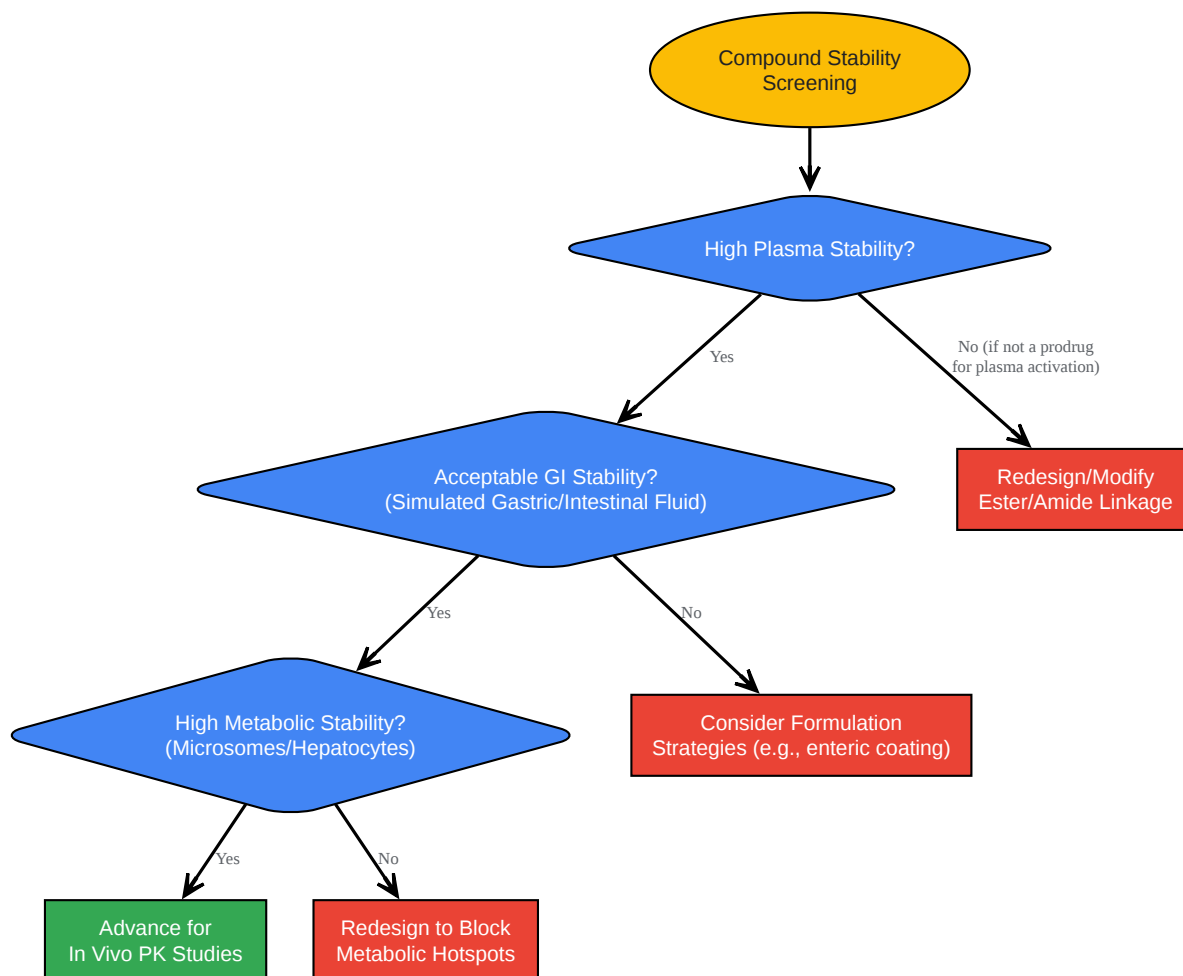 Compound Stability
Screening
High Plasma Stability?
Yes
No (if not a prodrug
for plasma activation)
Acceptable GI Stability?
(Simulated Gastric/Intestinal Fluid)
Redesign/Modify
Ester/Amide Linkage
Yes
No
High Metabolic Stability?
(Microsomes/Hepatocytes)
Consider Formulation
Strategies (e.g., enteric coating)
Yes
No
Advance for
In Vivo PK Studies
Redesign to Block
Metabolic Hotspots